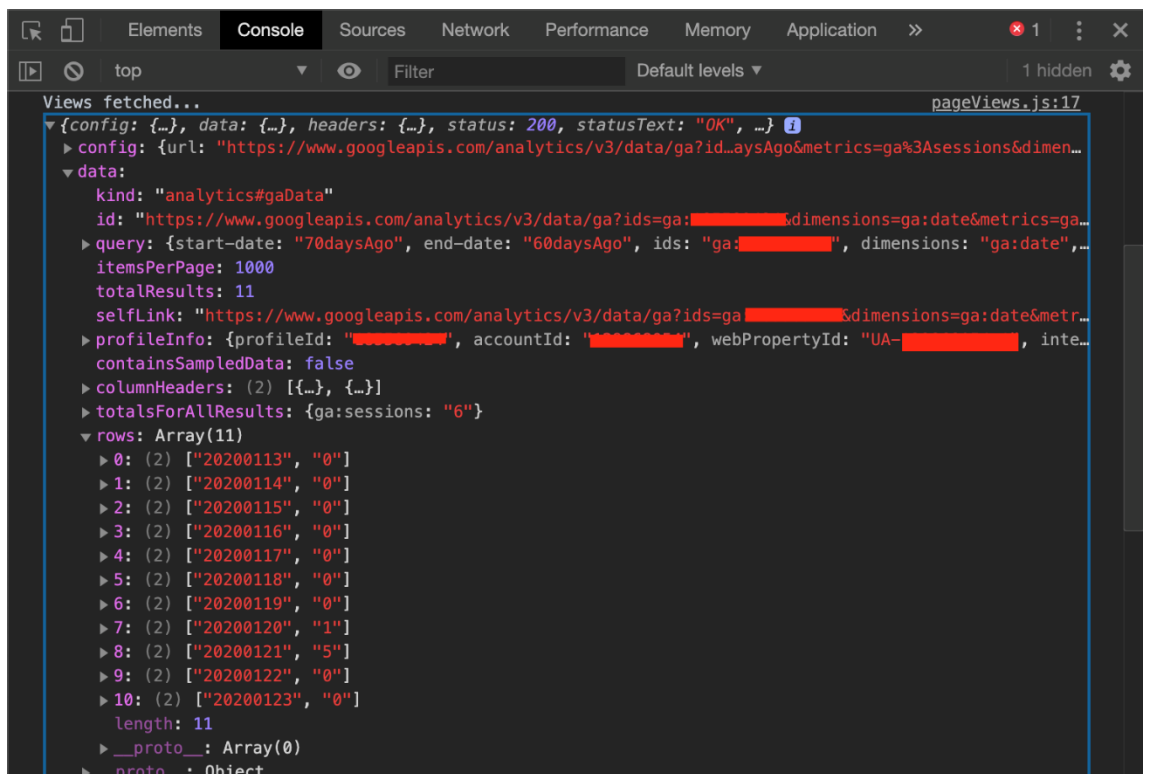 Elements Console Sources Network Performance Memory Application » 1
top Filter Default levels ▼ 1 hidden
Views fetched... pageViews.js:17
▼{config: {…}, data: {…}, headers: {…}, status: 200, statusText: "OK", …} i
▶config: {url: "https://www.googleapis.com/analytics/v3/data/ga?id…aysAgo&metrics=ga%3Asessions&dimen…
▼data:
kind: "analytics#gaData"
id: "https://www.googleapis.com/analytics/v3/data/ga?ids=ga: &dimensions=ga:date&metrics=ga…
▶query: {start-date: "70daysAgo", end-date: "60daysAgo", ids: "ga: ", dimensions: "ga:date",…
itemsPerPage: 1000
totalResults: 11
selfLink: "https://www.googleapis.com/analytics/v3/data/ga?ids=ga &dimensions=ga:date&metr…
▶profileInfo: {profileId: " ", accountId: " ", webPropertyId: "UA- , inte…
containsSampledData: false
▶columnHeaders: (2) [{…}, {…}]
▶totalsForAllResults: {ga:sessions: "6"}
▼rows: Array(11)
▶0: (2) ["20200113", "0"]
▶1: (2) ["20200114", "0"]
▶2: (2) ["20200115", "0"]
▶3: (2) ["20200116", "0"]
▶4: (2) ["20200117", "0"]
▶5: (2) ["20200118", "0"]
▶6: (2) ["20200119", "0"]
▶7: (2) ["20200120", "1"]
▶8: (2) ["20200121", "5"]
▶9: (2) ["20200122", "0"]
▶10: (2) ["20200123", "0"]
length: 11
▶__proto__: Array(0)
▶__proto__: Object